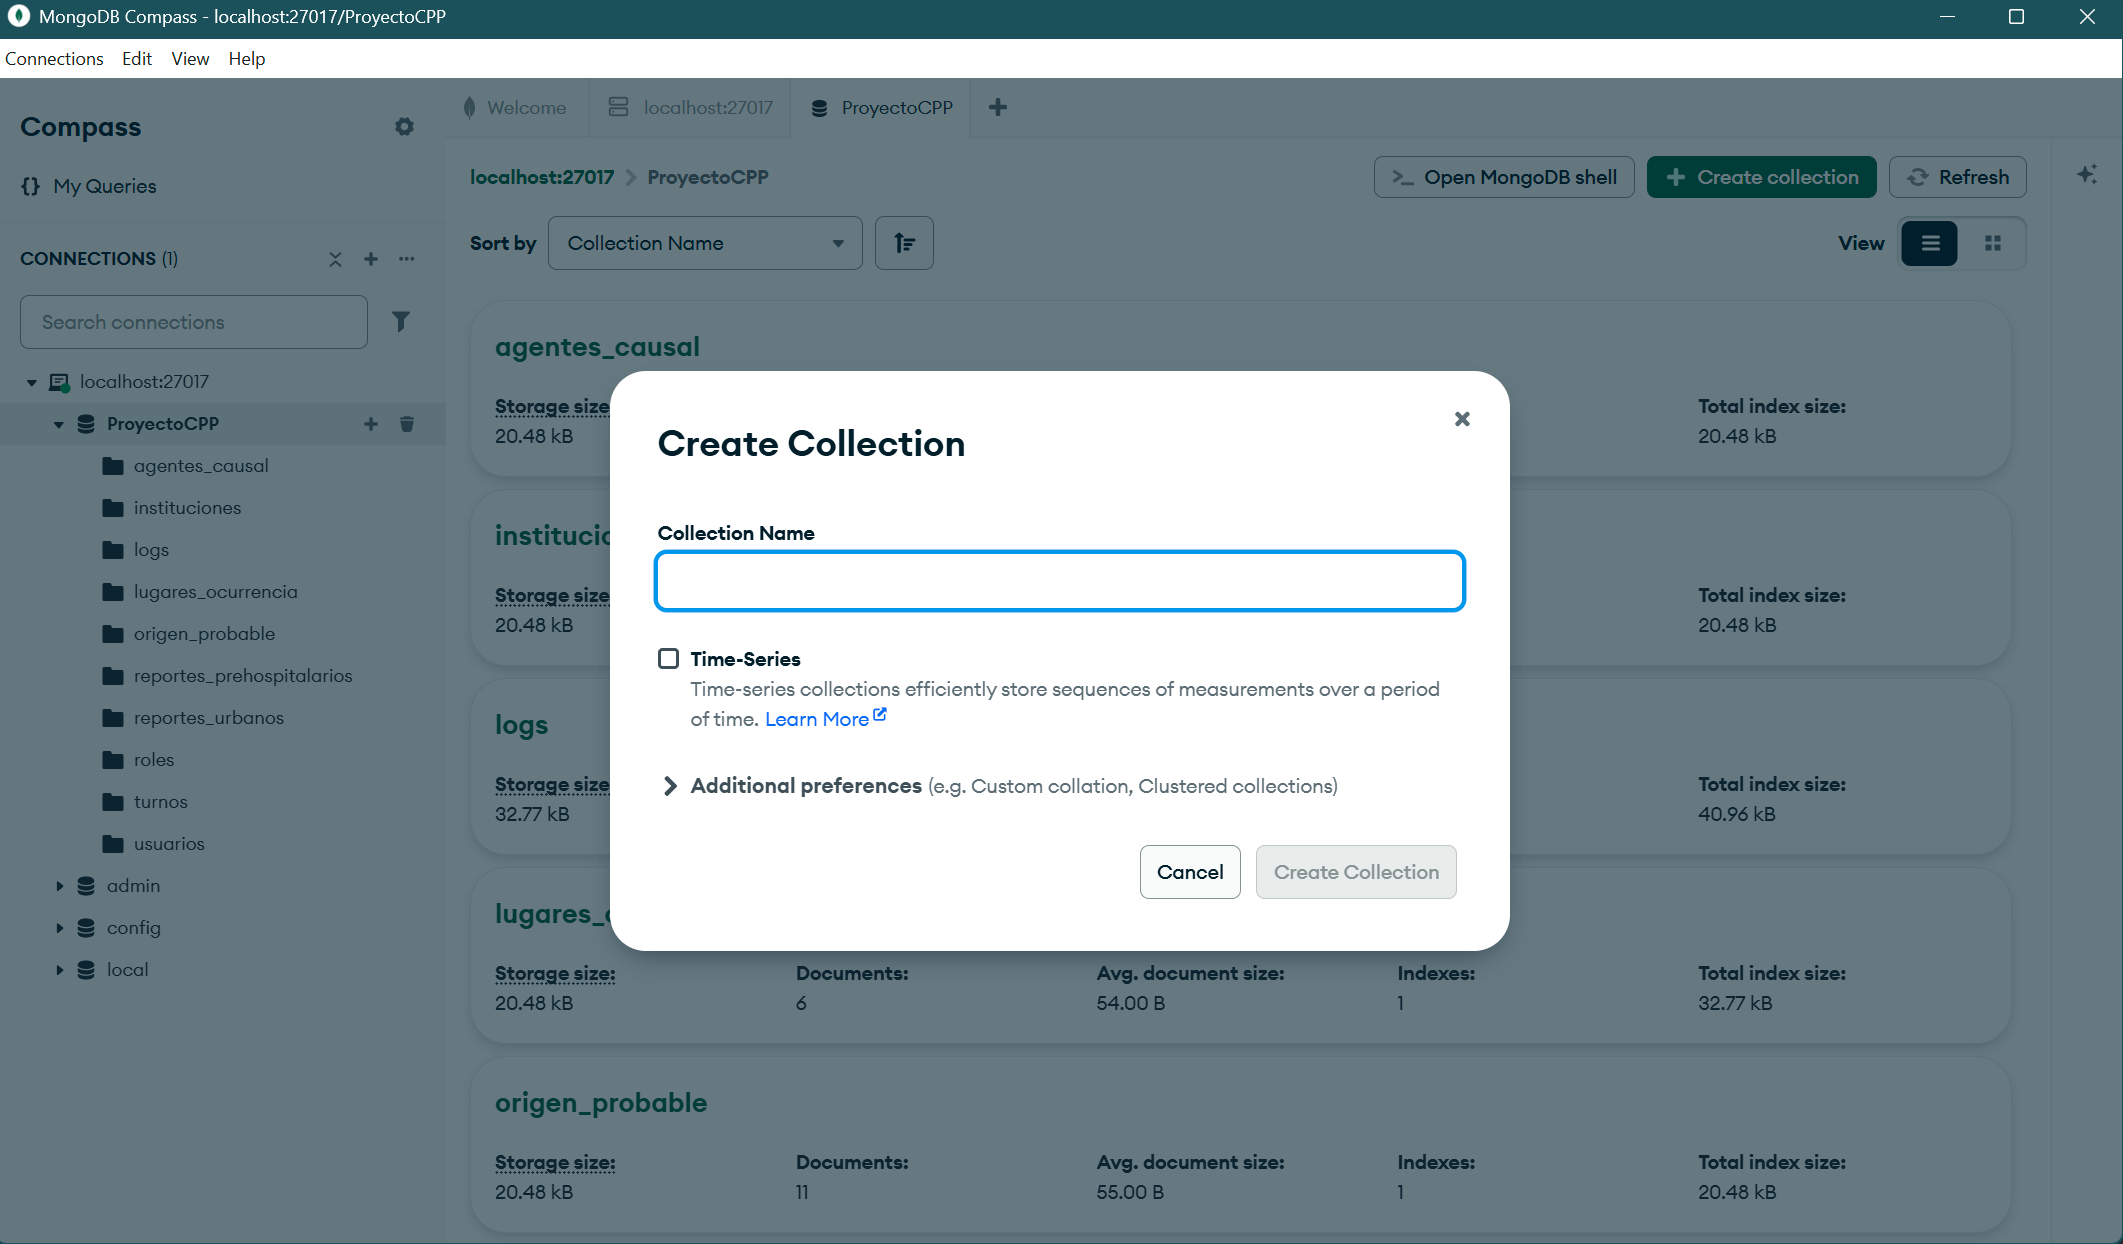 MongoDB Compass - localhost:27017/ProyectoCPP
Connections Edit View Help
Compass
My Queries
CONNECTIONS (1)
Search connections
localhost:27017
ProyectoCPP
agentes_causal
instituciones
logs
lugares_ocurrencia
origen_probable
reportes_prehospitalarios
reportes_urbanos
roles
turnos
usuarios
admin
config
local
Welcome localhost:27017 ProyectoCPP
localhost:27017 > ProyectoCPP
>_ Open MongoDB shell + Create collection Refresh
Sort by Collection Name View
agentes_causal
Storage size Total index size:
20.48 kB 20.48 kB
institucio
Storage size Total index size:
20.48 kB 20.48 kB
logs
Storage size Total index size:
32.77 kB 40.96 kB
lugares_
Storage size: Documents: Avg. document size: Indexes: Total index size:
20.48 kB 6 54.00 B 1 32.77 kB
origen_probable
Storage size: Documents: Avg. document size: Indexes: Total index size:
20.48 kB 11 55.00 B 1 20.48 kB
Create Collection
Collection Name
Time-Series
Time-series collections efficiently store sequences of measurements over a period
of time. Learn More
Additional preferences (e.g. Custom collation, Clustered collections)
Cancel Create Collection